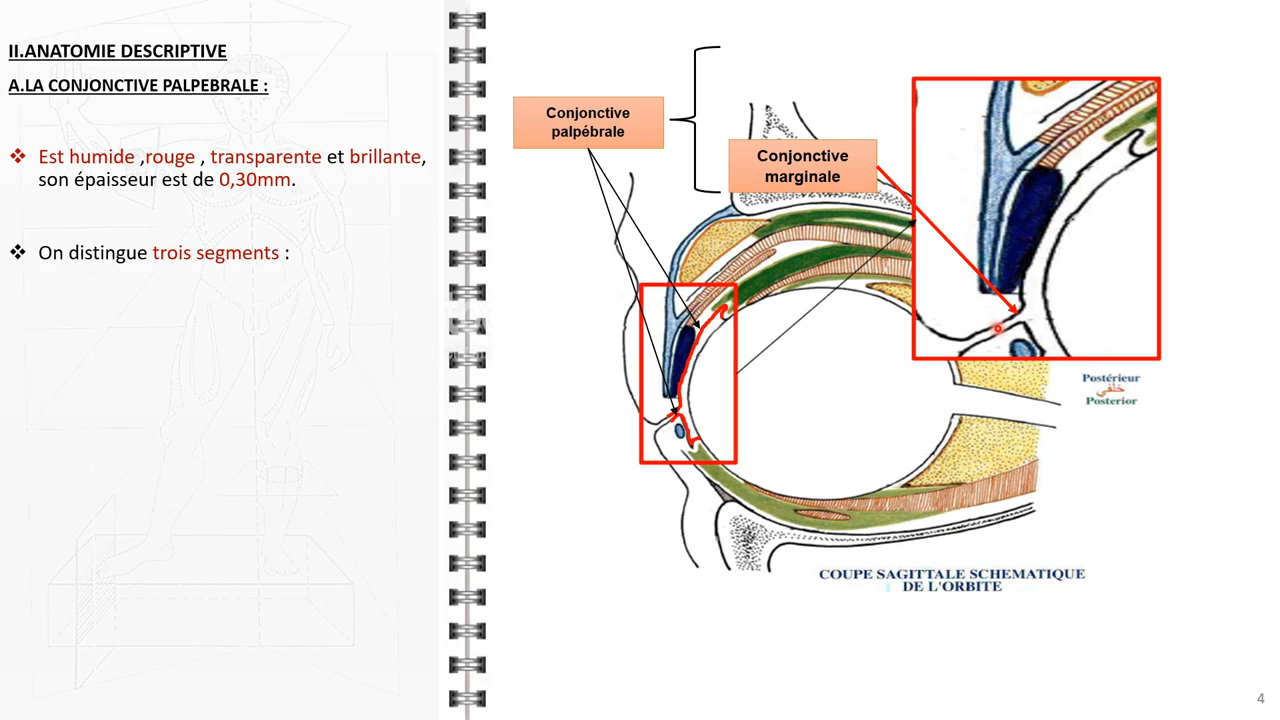 II.ANATOMIE DESCRIPTIVE
A.LA CONJONCTIVE PALPEBRALE :
Est humide ,rouge , transparente et brillante,
son épaisseur est de 0,30mm.
On distingue trois segments :
Conjonctive
palpébrale
Conjonctive
marginale
Postérieur
خلفي
Posterior
COUPE SAGITTALE SCHEMATIQUE
DE L'ORBITE
4